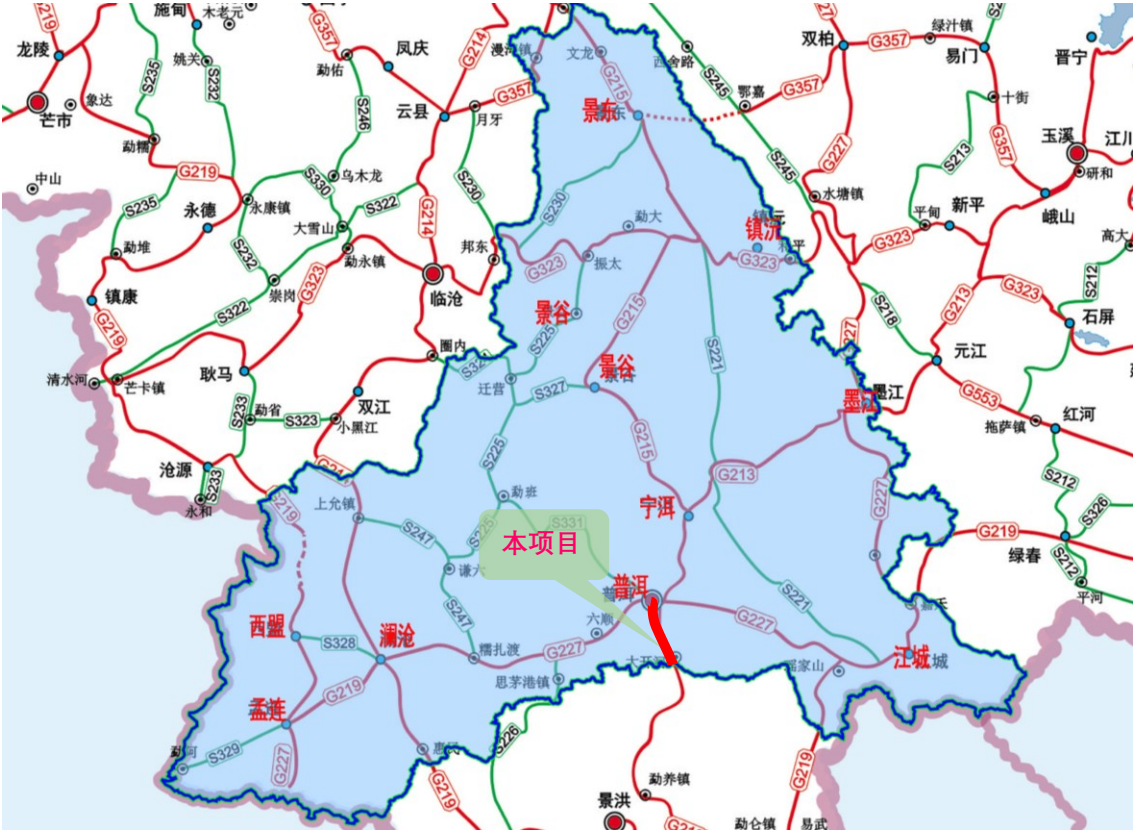 G219
施甸
木老元
龙陵
姚关
S235
S232
象达
芒市
勐糯
G219
中山
S235
永德
永康镇
勐堆
S232
镇康
崇岗
S322
G219
清水河
芒卡镇
耿马
S233
勐省
S323
小黑江
双江
沧源
S233
永和
G357
勐佑
凤庆
G214
S246
云县
G357
月牙
乌木龙
S330
S322
大雪山
G214
S230
邦东
勐永镇
G323
临沧
圈内
漫湾镇
文龙
G215
景东
S230
勐大
G323
振太
G215
景谷
S225
景谷
迁营
S327
S225
G215
S221
镇沅
和平
G323
S245
鄂嘉
G357
双柏
G227
G227
S245
水塘镇
G357
绿汁镇
易门
晋宁
十街
G357
玉溪
江川
研和
S213
峨山
平甸
新平
G323
高大
S212
G323
石屏
G213
S218
元江
G553
拖萨镇
红河
S212
S326
G219
绿春
S212
平河
墨江
墨江
G213
G227
宁洱
勐班
S331
S225
本项目
上允镇
S247
谦六
S247
普洱
六顺
G227
糯扎渡
思茅港镇
S226
西盟
S328
澜沧
G219
孟连
S329
G227
G219
G227
S221
江城
G219
勐养镇
景洪
勐仑镇
易武